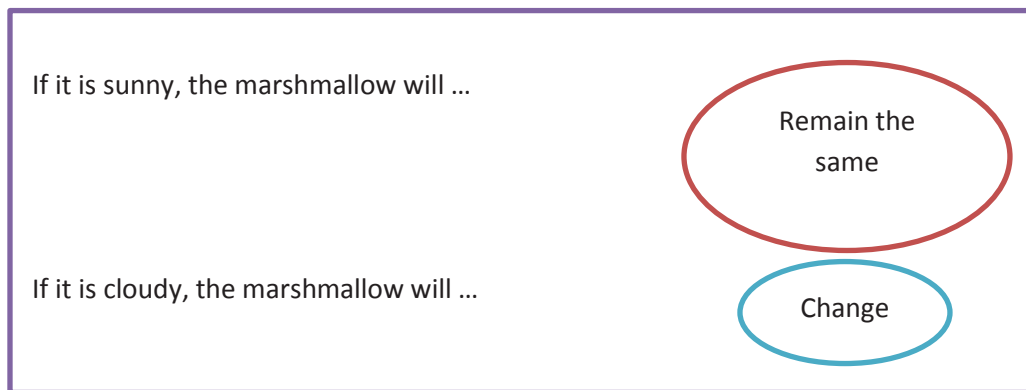 If it is sunny, the marshmallow will …
Remain the
same
If it is cloudy, the marshmallow will …
Change